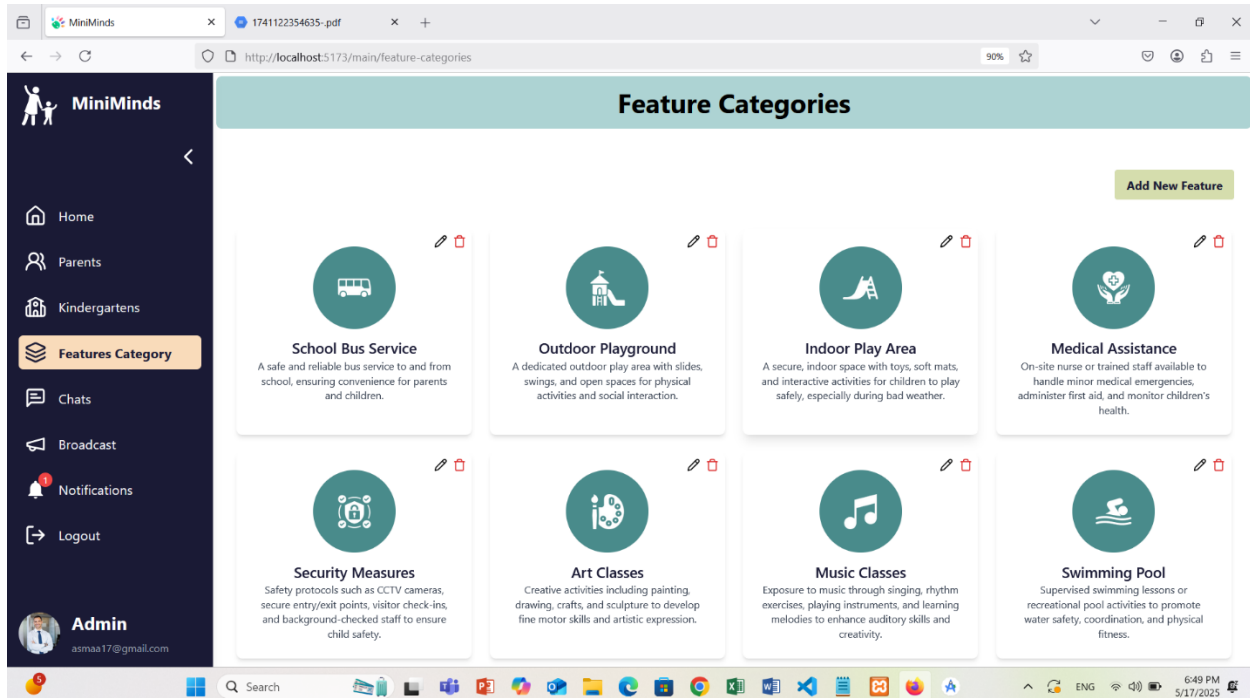 MiniMinds
1741122354635-.pdf
http://localhost:5173/main/feature-categories
90%
MiniMinds
Feature Categories
Add New Feature
Home
Parents
Kindergartens
Features Category
Chats
Broadcast
Notifications
1
Logout
School Bus Service
A safe and reliable bus service to and from
school, ensuring convenience for parents
and children.
Outdoor Playground
A dedicated outdoor play area with slides,
swings, and open spaces for physical
activities and social interaction.
Indoor Play Area
A secure, indoor space with toys, soft mats,
and interactive activities for children to play
safely, especially during bad weather.
Medical Assistance
On-site nurse or trained staff available to
handle minor medical emergencies,
administer first aid, and monitor children's
health.
Security Measures
Safety protocols such as CCTV cameras,
secure entry/exit points, visitor check-ins,
and background-checked staff to ensure
child safety.
Art Classes
Creative activities including painting,
drawing, crafts, and sculpture to develop
fine motor skills and artistic expression.
Music Classes
Exposure to music through singing, rhythm
exercises, playing instruments, and learning
melodies to enhance auditory skills and
creativity.
Swimming Pool
Supervised swimming lessons or
recreational pool activities to promote
water safety, coordination, and physical
fitness.
Admin
asmaa17@gmail.com
5
Search
ENG
6:49 PM
5/17/2025